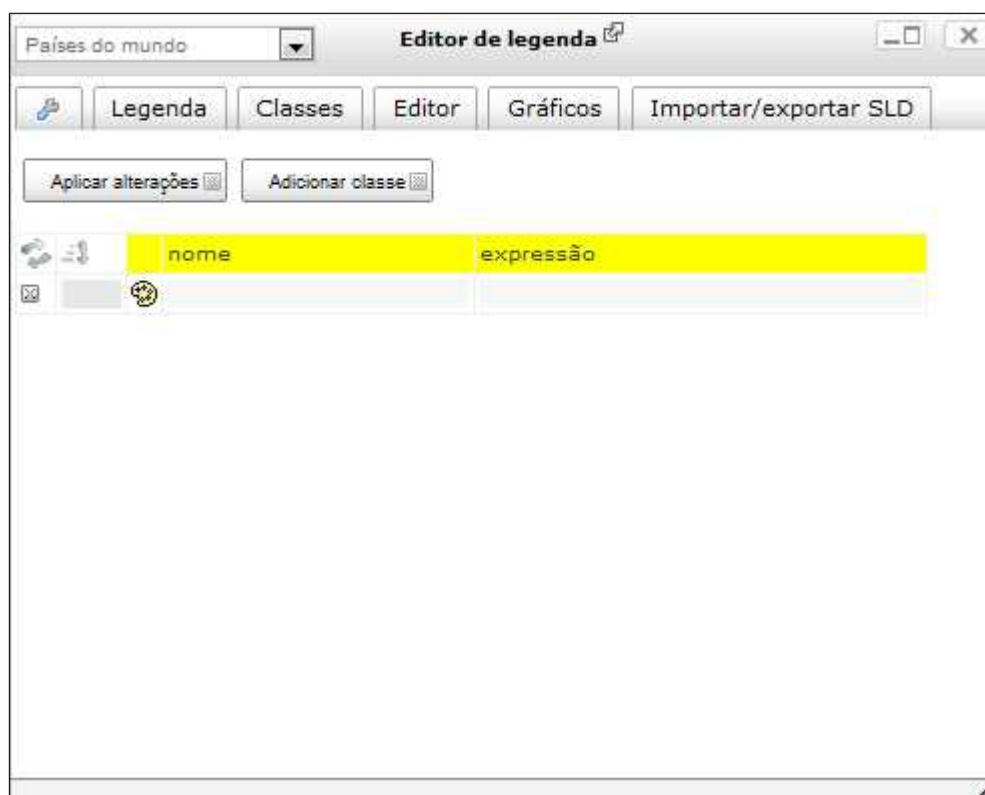 Países do mundo
Editor de legenda
Legenda
Classes
Editor
Gráficos
Importar/exportar SLD
Aplicar alterações
Adicionar classe
nome
expressão